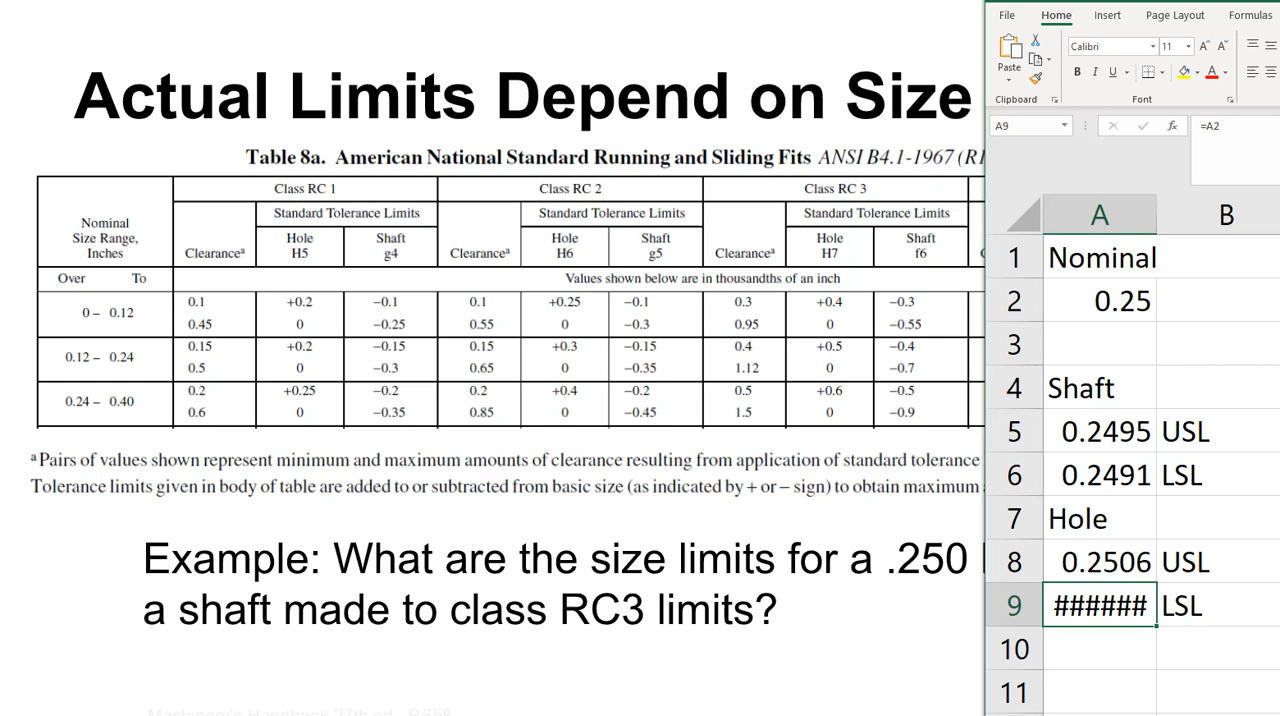 Actual Limits Depend on Size
Table 8a. American National Standard Running and Sliding Fits ANSI B4.1-1967
Nominal Size Range, Inches
Class RC 1 Class RC 2 Class RC 3
Standard Tolerance Limits Standard Tolerance Limits Standard Tolerance Limits
Clearanceᵃ Hole H5 Shaft g4 Clearanceᵃ Hole H6 Shaft g5 Clearanceᵃ Hole H7 Shaft f6
Over To Values shown below are in thousandths of an inch
0 – 0.12 0.1 +0.2 −0.1 0.1 +0.25 −0.1 0.3 +0.4 −0.3
0.45 0 −0.25 0.55 0 −0.3 0.95 0 −0.55
0.12 – 0.24 0.15 +0.2 −0.15 0.15 +0.3 −0.15 0.4 +0.5 −0.4
0.5 0 −0.3 0.65 0 −0.35 1.12 0 −0.7
0.24 – 0.40 0.2 +0.25 −0.2 0.2 +0.4 −0.2 0.5 +0.6 −0.5
0.6 0 −0.35 0.85 0 −0.45 1.5 0 −0.9
ᵃ Pairs of values shown represent minimum and maximum amounts of clearance resulting from application of standard tolerance
Tolerance limits given in body of table are added to or subtracted from basic size (as indicated by + or − sign) to obtain maximum
Example: What are the size limits for a .250
a shaft made to class RC3 limits?
File Home Insert Page Layout Formulas
Paste
Calibri 11 A A
B I U A
Clipboard Font
A9 fx =A2
A B
1 Nominal
2 0.25
3
4 Shaft
5 0.2495 USL
6 0.2491 LSL
7 Hole
8 0.2506 USL
9 ###### LSL
10
11